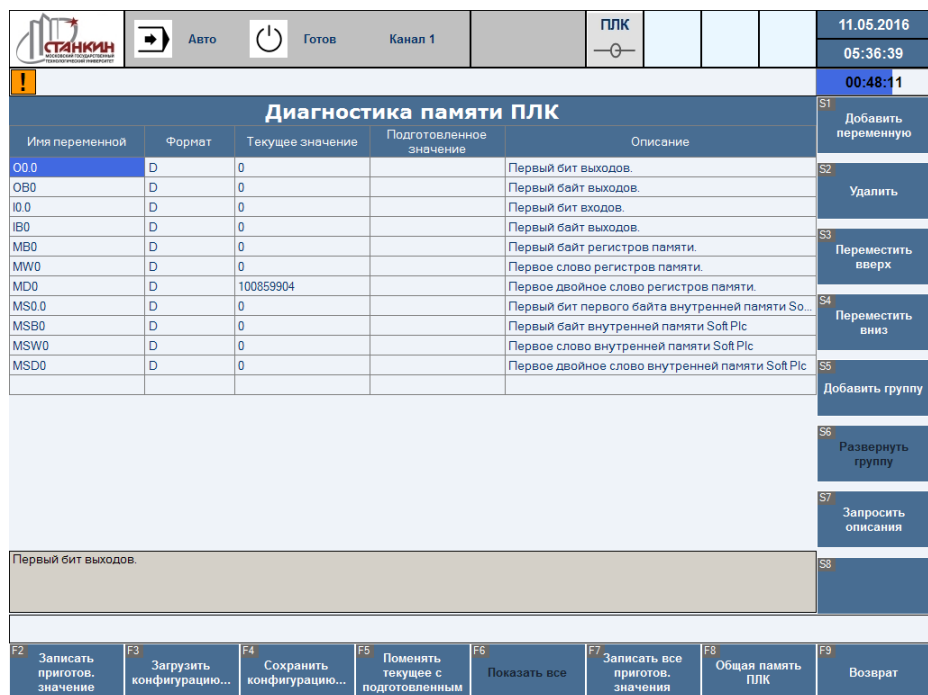 СТАНКИН
МОСКОВСКИЙ ГОСУДАРСТВЕННЫЙ
ТЕХНОЛОГИЧЕСКИЙ УНИВЕРСИТЕТ
Авто
Готов
Канал 1
ПЛК
11.05.2016
05:36:39
!
00:48:11
Диагностика памяти ПЛК
Имя переменной Формат Текущее значение Подготовленное значение Описание
O0.0 D 0 Первый бит выходов.
OB0 D 0 Первый байт выходов.
I0.0 D 0 Первый бит входов.
IB0 D 0 Первый байт выходов.
MB0 D 0 Первый байт регистров памяти.
MW0 D 0 Первое слово регистров памяти.
MD0 D 100859904 Первое двойное слово регистров памяти.
MS0.0 D 0 Первый бит первого байта внутренней памяти So...
MSB0 D 0 Первый байт внутренней памяти Soft Plc
MSW0 D 0 Первое слово внутренней памяти Soft Plc
MSD0 D 0 Первое двойное слово внутренней памяти Soft Plc
S1
Добавить
переменную
S2
Удалить
S3
Переместить
вверх
S4
Переместить
вниз
S5
Добавить группу
S6
Развернуть
группу
S7
Запросить
описания
S8
Первый бит выходов.
F2
Записать
приготов.
значение
F3
Загрузить
конфигурацию...
F4
Сохранить
конфигурацию...
F5
Поменять
текущее с
подготовленным
F6
Показать все
F7
Записать все
приготов.
значения
F8
Общая память
ПЛК
F9
Возврат